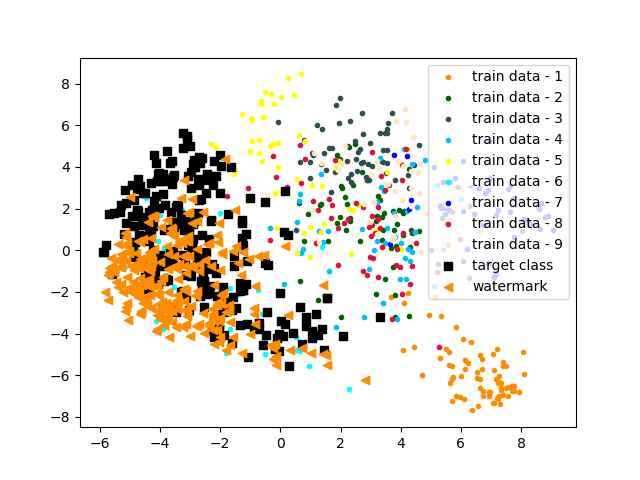 8
6
4
2
0
−2
−4
−6
−8
−6
−4
−2
0
2
4
6
8
train data - 1
train data - 2
train data - 3
train data - 4
train data - 5
train data - 6
train data - 7
train data - 8
train data - 9
target class
watermark